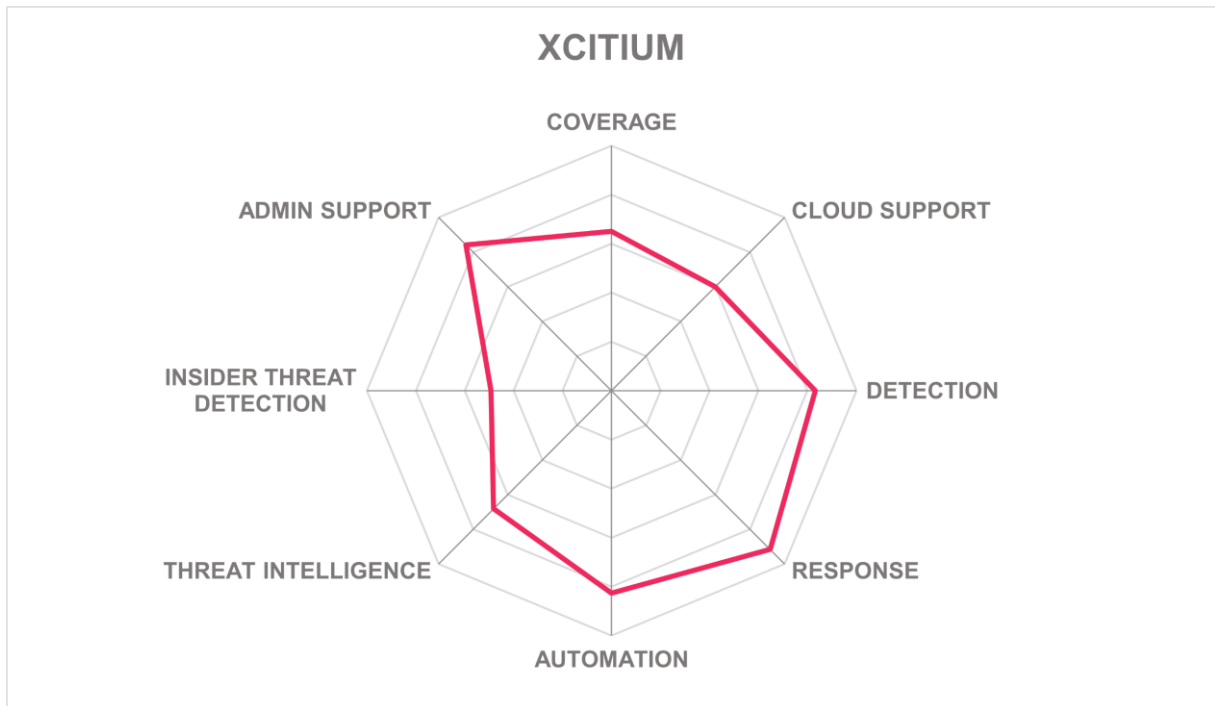 XCITIUM
COVERAGE
ADMIN SUPPORT
CLOUD SUPPORT
INSIDER THREAT
DETECTION
DETECTION
THREAT INTELLIGENCE
RESPONSE
AUTOMATION